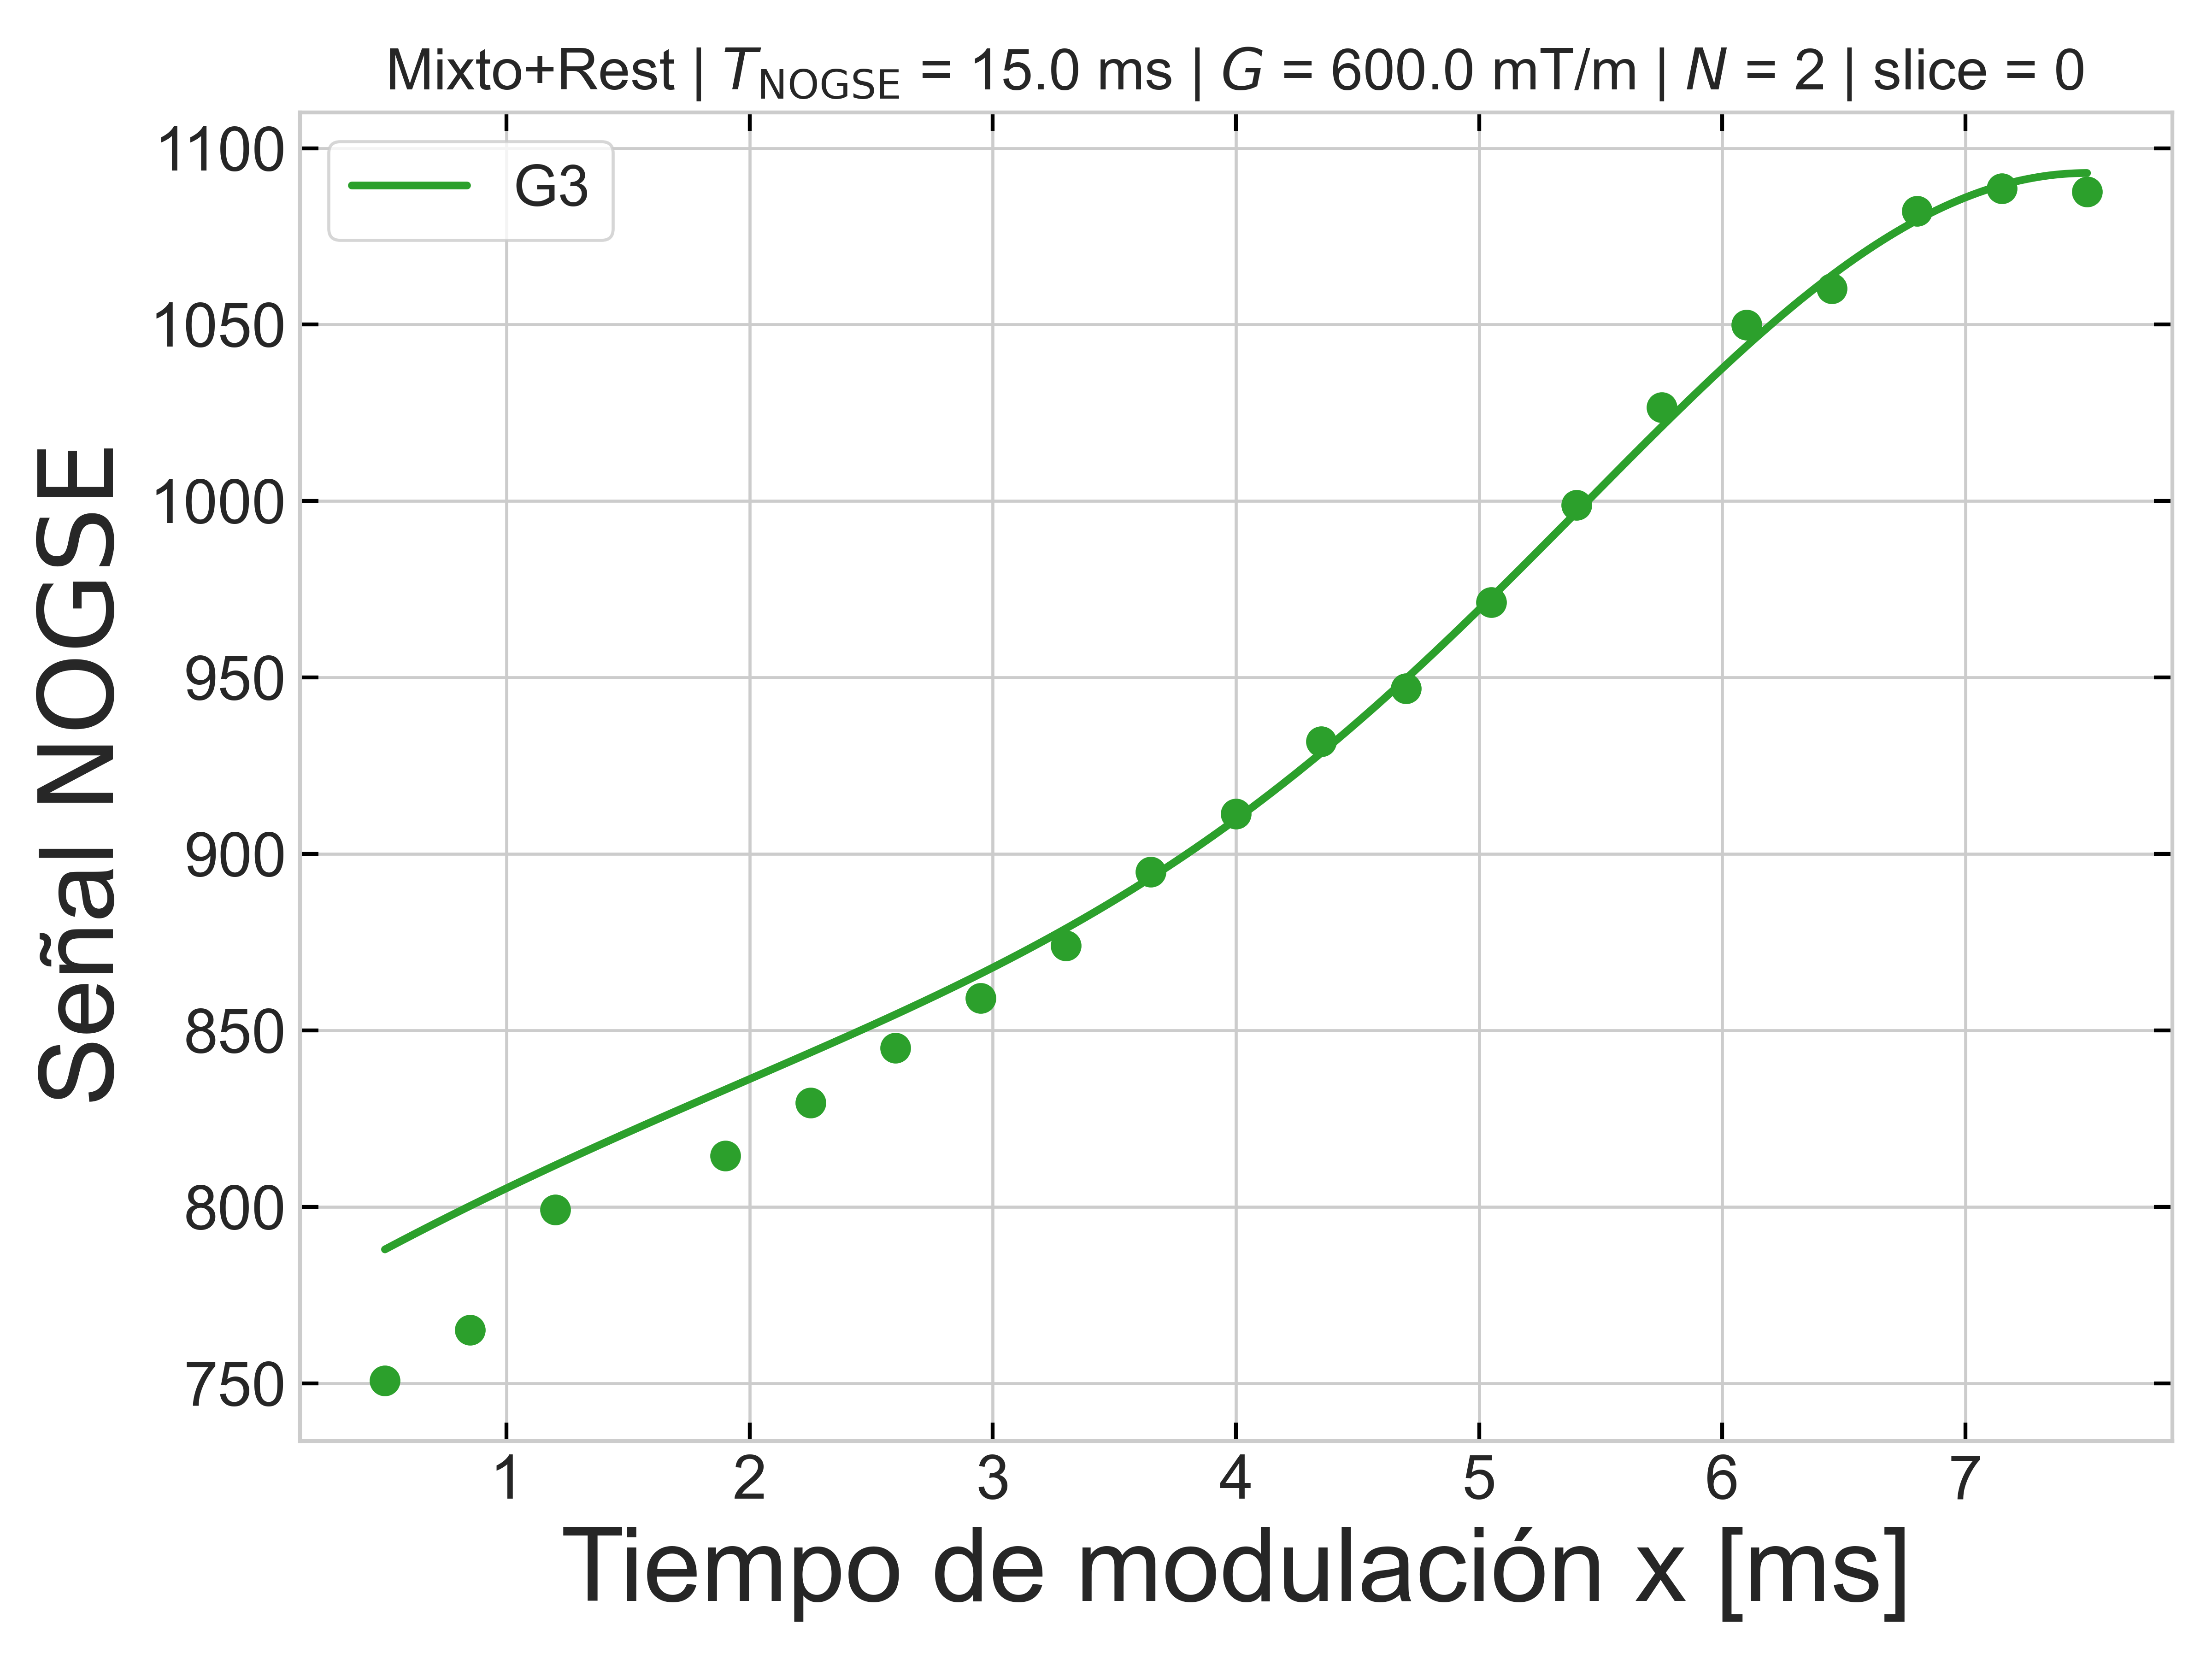 Mixto+Rest | T_NOGSE = 15.0 ms | G = 600.0 mT/m | N = 2 | slice = 0
G3
1100
1050
1000
950
900
850
800
750
Señal NOGSE
1 2 3 4 5 6 7
Tiempo de modulación x [ms]